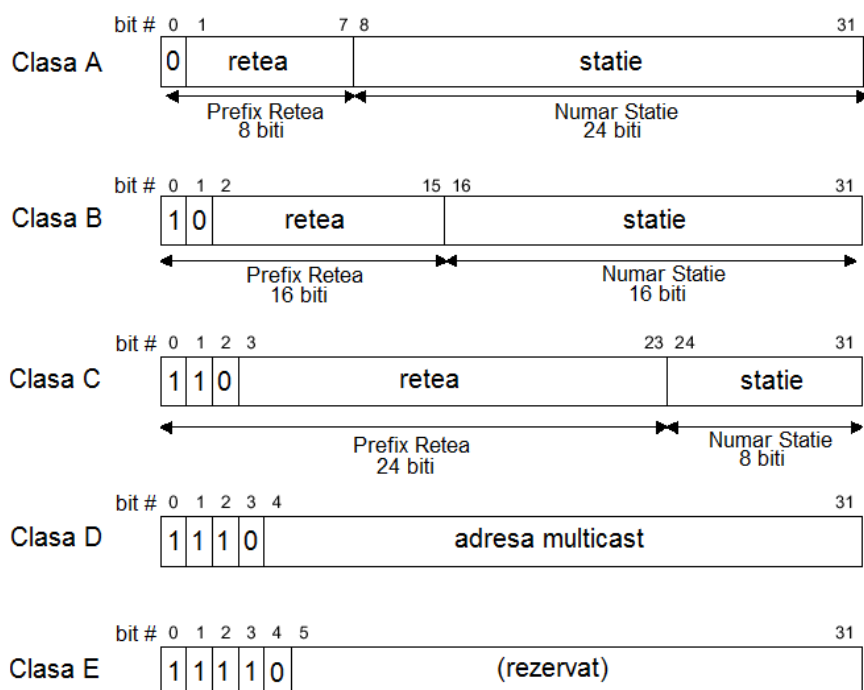 bit # 0 1 7 8 31
Clasa A 0 retea statie
Prefix Retea Numar Statie
8 biti 24 biti
bit # 0 1 2 15 16 31
Clasa B 1 0 retea statie
Prefix Retea Numar Statie
16 biti 16 biti
bit # 0 1 2 3 23 24 31
Clasa C 1 1 0 retea statie
Prefix Retea Numar Statie
24 biti 8 biti
bit # 0 1 2 3 4 31
Clasa D 1 1 1 0 adresa multicast
bit # 0 1 2 3 4 5 31
Clasa E 1 1 1 1 0 (rezervat)